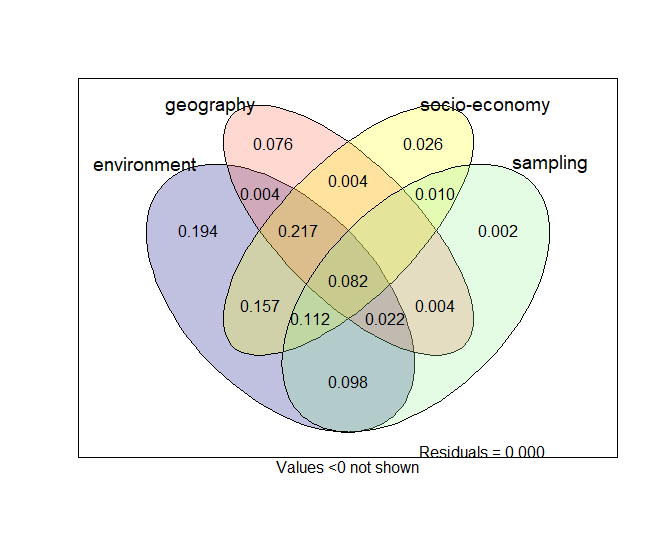 geography
socio-economy
environment
sampling
0.076
0.026
0.004
0.004
0.010
0.194
0.217
0.002
0.082
0.157
0.112
0.022
0.004
0.098
Residuals = 0.000
Values <0 not shown